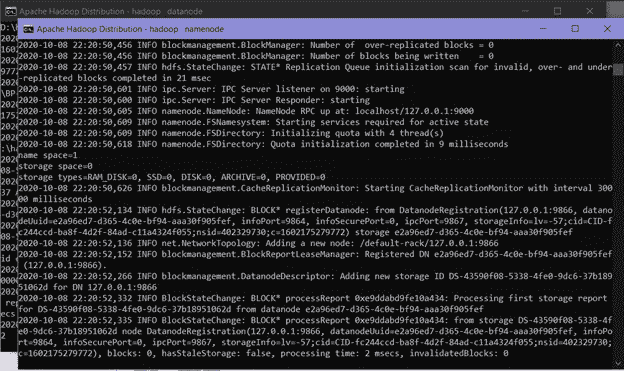 Apache Hadoop Distribution - hadoop   datanode
Apache Hadoop Distribution - hadoop   namenode
2020-10-08 22:20:50,456 INFO blockmanagement.BlockManager: Number of  over-replicated blocks = 0
2020-10-08 22:20:50,456 INFO blockmanagement.BlockManager: Number of blocks being written    = 0
2020-10-08 22:20:50,457 INFO hdfs.StateChange: STATE* Replication Queue initialization scan for invalid, over- and under
replicated blocks completed in 21 msec
2020-10-08 22:20:50,601 INFO ipc.Server: IPC Server listener on 9000: starting
2020-10-08 22:20:50,600 INFO ipc.Server: IPC Server Responder: starting
2020-10-08 22:20:50,605 INFO namenode.NameNode: NameNode RPC up at: localhost/127.0.0.1:9000
2020-10-08 22:20:50,609 INFO namenode.FSNamesystem: Starting services required for active state
2020-10-08 22:20:50,609 INFO namenode.FSDirectory: Initializing quota with 4 thread(s)
2020-10-08 22:20:50,618 INFO namenode.FSDirectory: Quota initialization completed in 9 milliseconds
name space=1
storage space=0
storage types=RAM_DISK=0, SSD=0, DISK=0, ARCHIVE=0, PROVIDED=0
2020-10-08 22:20:50,626 INFO blockmanagement.CacheReplicationMonitor: Starting CacheReplicationMonitor with interval 300
00 milliseconds
2020-10-08 22:20:52,134 INFO hdfs.StateChange: BLOCK* registerDatanode: from DatanodeRegistration(127.0.0.1:9866, datano
deUuid=e2a96ed7-d365-4c0e-bf94-aaa30f905fef, infoPort=9864, infoSecurePort=0, ipcPort=9867, storageInfo=lv=-57;cid=CID-f
c244ccd-ba8f-4d2f-84ad-c11a4324f055;nsid=402329730;c=1602175279772) storage e2a96ed7-d365-4c0e-bf94-aaa30f905fef
2020-10-08 22:20:52,136 INFO net.NetworkTopology: Adding a new node: /default-rack/127.0.0.1:9866
2020-10-08 22:20:52,152 INFO blockmanagement.BlockReportLeaseManager: Registered DN e2a96ed7-d365-4c0e-bf94-aaa30f905fef
(127.0.0.1:9866).
2020-10-08 22:20:52,266 INFO blockmanagement.DatanodeDescriptor: Adding new storage ID DS-43590f08-5338-4fe0-9dc6-37b189
51062d for DN 127.0.0.1:9866
2020-10-08 22:20:52,332 INFO BlockStateChange: BLOCK* processReport 0xe9ddabd9fe10a434: Processing first storage report
for DS-43590f08-5338-4fe0-9dc6-37b18951062d from datanode e2a96ed7-d365-4c0e-bf94-aaa30f905fef
2020-10-08 22:20:52,335 INFO BlockStateChange: BLOCK* processReport 0xe9ddabd9fe10a434: from storage DS-43590f08-5338-4f
e0-9dc6-37b18951062d node DatanodeRegistration(127.0.0.1:9866, datanodeUuid=e2a96ed7-d365-4c0e-bf94-aaa30f905fef, infoPo
rt=9864, infoSecurePort=0, ipcPort=9867, storageInfo=lv=-57;cid=CID-fc244ccd-ba8f-4d2f-84ad-c11a4324f055;nsid=402329730;
c=1602175279772), blocks: 0, hasStaleStorage: false, processing time: 2 msecs, invalidatedBlocks: 0